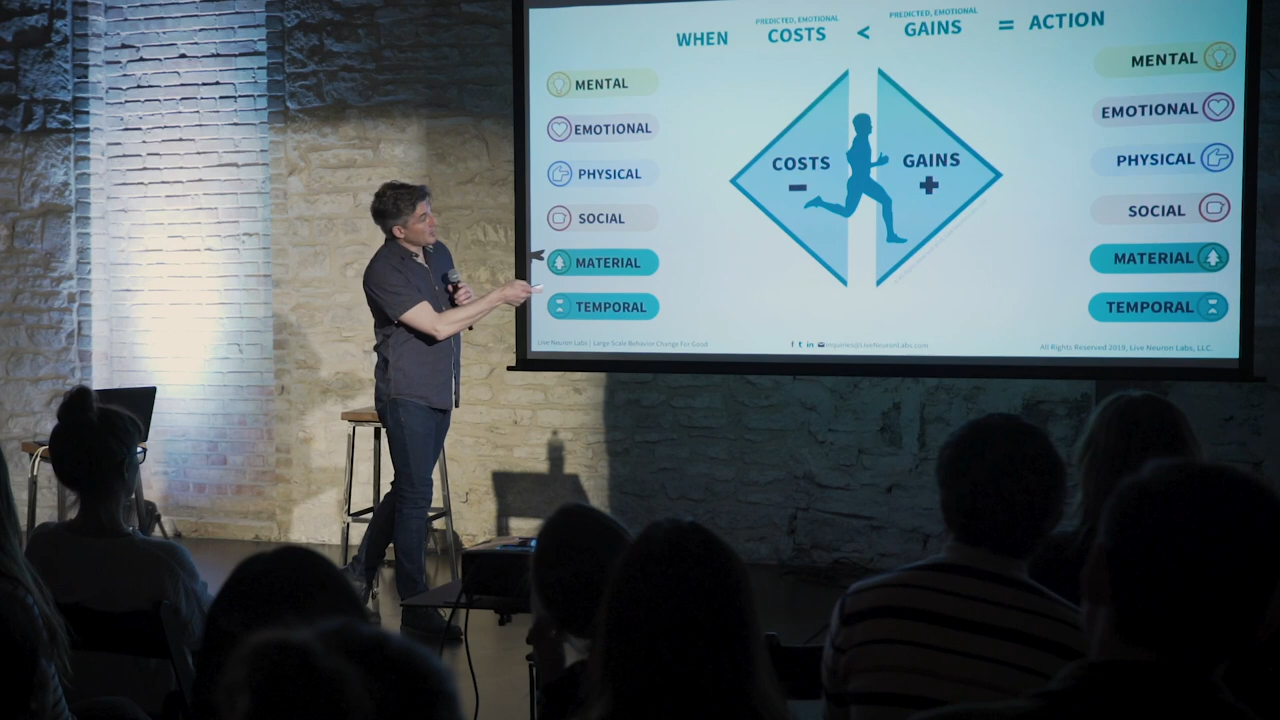 PREDICTED, EMOTIONAL
PREDICTED, EMOTIONAL
WHEN COSTS < GAINS = ACTION
MENTAL
EMOTIONAL
PHYSICAL
SOCIAL
MATERIAL
TEMPORAL
COSTS
-
GAINS
+
MENTAL
EMOTIONAL
PHYSICAL
SOCIAL
MATERIAL
TEMPORAL
Live Neuron Labs | Large Scale Behavior Change For Good
f t in inquiries@LiveNeuronLabs.com
All Rights Reserved 2019, Live Neuron Labs, LLC.